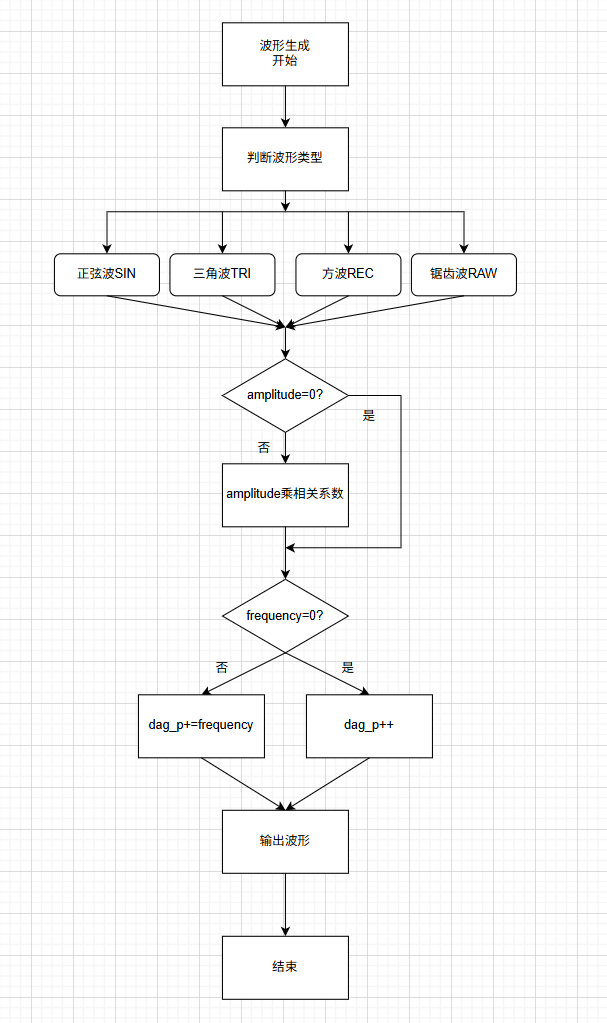 波形生成
开始
判断波形类型
正弦波SIN
三角波TRI
方波REC
锯齿波RAW
amplitude=0?
是
否
amplitude乘相关系数
frequency=0?
否
是
dag_p+=frequency
dag_p++
输出波形
结束